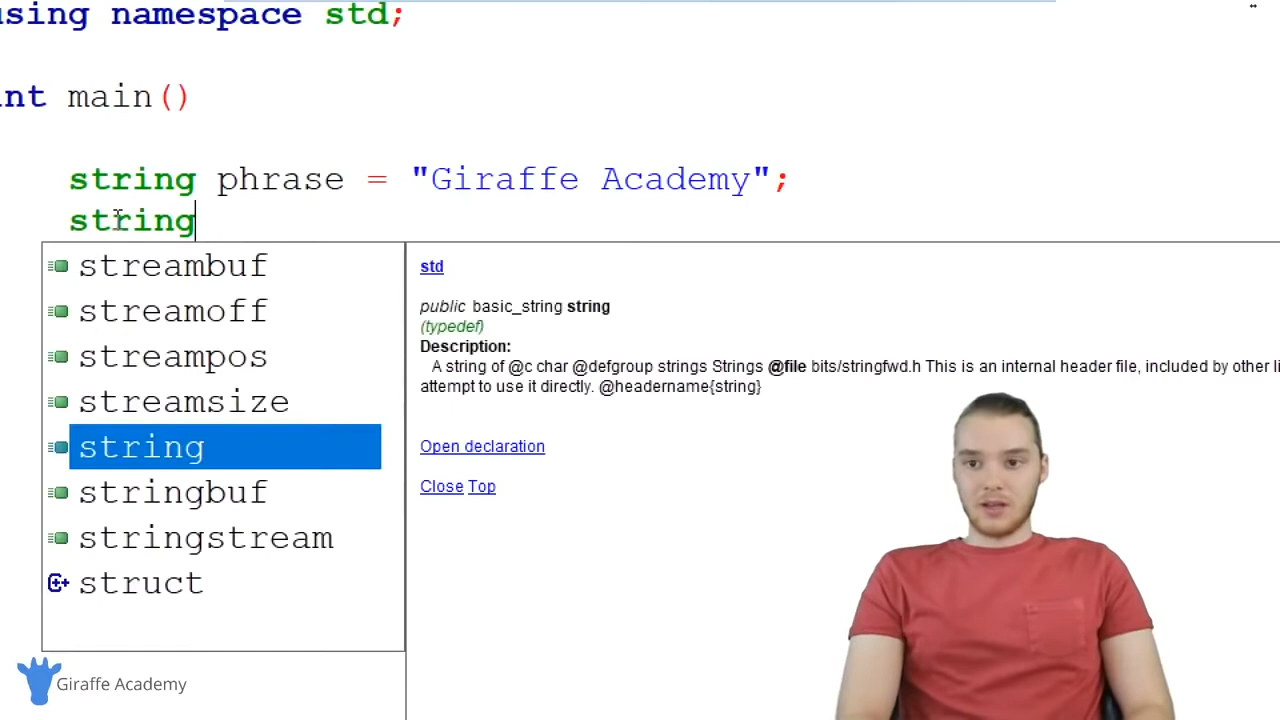 using namespace std;
int main()
string phrase = "Giraffe Academy";
string
streambuf
streamoff
streampos
streamsize
string
stringbuf
stringstream
struct
std
public basic_string string
(typedef)
Description:
A string of @c char @defgroup strings Strings @file bits/stringfwd.h This is an internal header file, included by other li
attempt to use it directly. @headername{string}
Open declaration
Close Top
Giraffe Academy